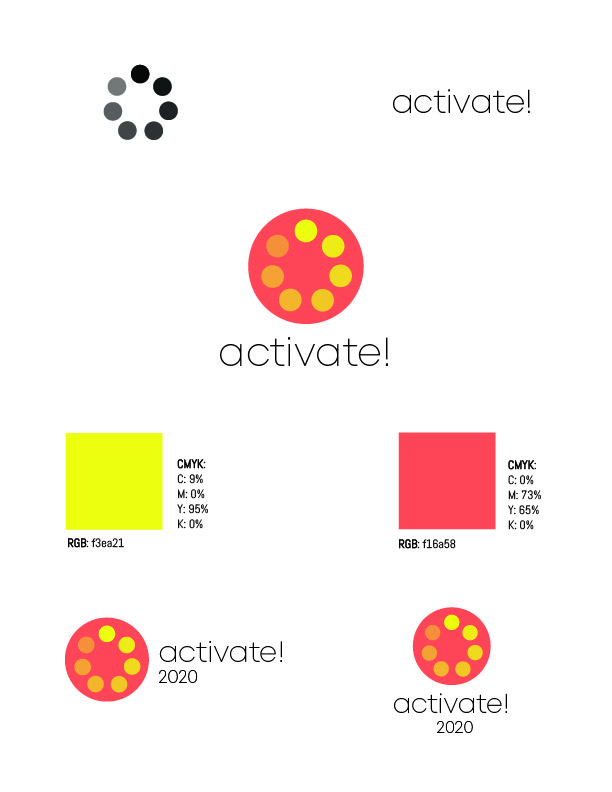 activate!
activate!
CMYK:
C: 9%
M: 0%
Y: 95%
K: 0%
RGB: f3ea21
CMYK:
C: 0%
M: 73%
Y: 65%
K: 0%
RGB: f16a58
activate!
2020
activate!
2020